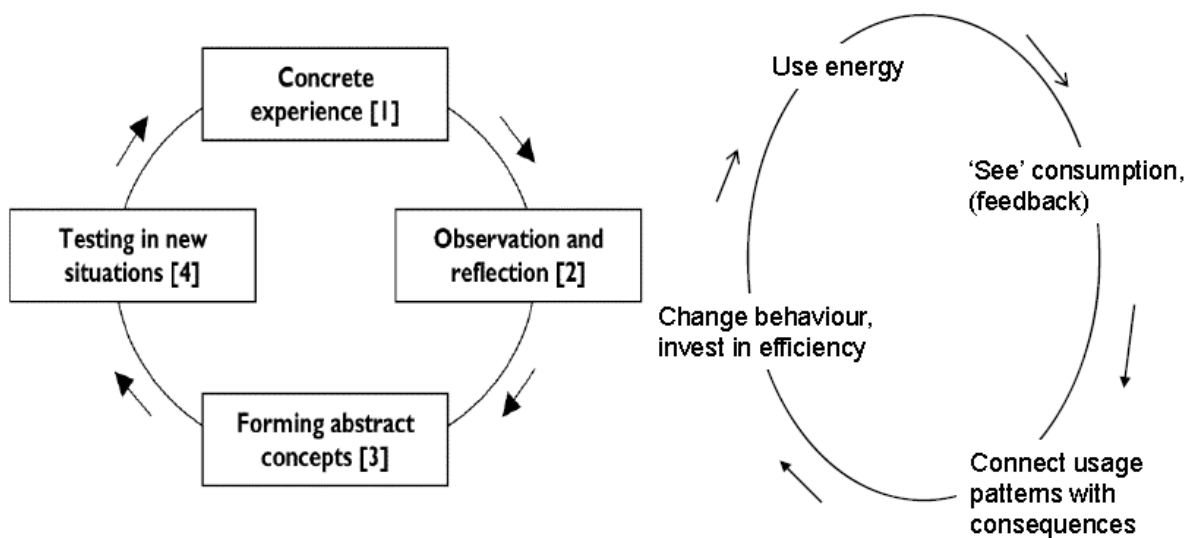 Concrete
experience [1]
Observation and
reflection [2]
Forming abstract
concepts [3]
Testing in new
situations [4]
Use energy
‘See’ consumption,
(feedback)
Connect usage
patterns with
consequences
Change behaviour,
invest in efficiency